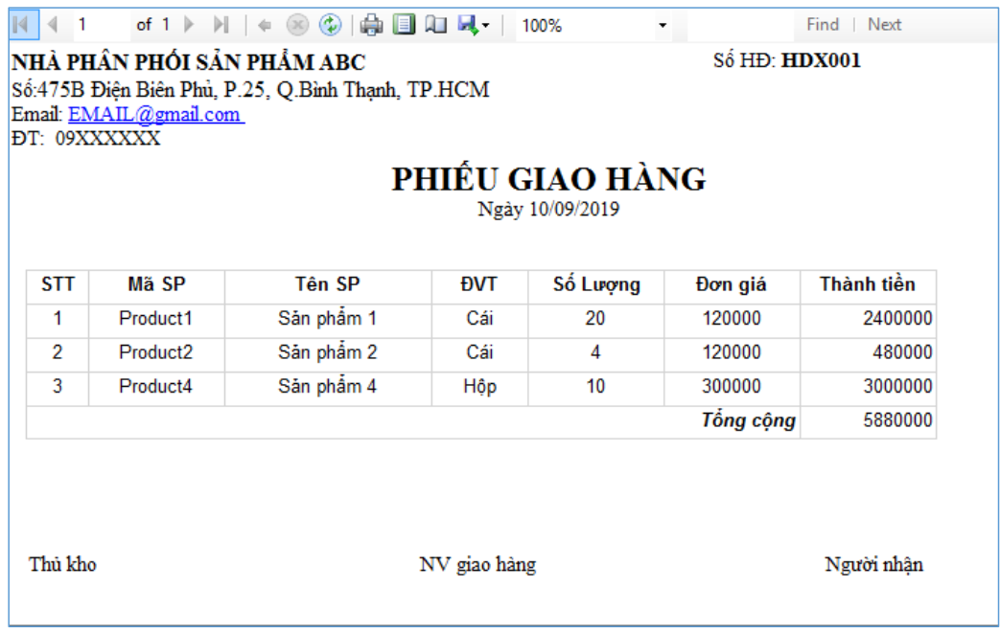 1 of 1 100% Find | Next
NHÀ PHÂN PHỐI SẢN PHẨM ABC
Số HĐ: HDX001
Số:475B Điện Biên Phủ, P.25, Q.Bình Thạnh, TP.HCM
Email: EMAIL@gmail.com
ĐT: 09XXXXXX
PHIẾU GIAO HÀNG
Ngày 10/09/2019
STT Mã SP Tên SP ĐVT Số Lượng Đơn giá Thành tiền
1 Product1 Sản phẩm 1 Cái 20 120000 2400000
2 Product2 Sản phẩm 2 Cái 4 120000 480000
3 Product4 Sản phẩm 4 Hộp 10 300000 3000000
Tổng cộng 5880000
Thủ kho NV giao hàng Người nhận